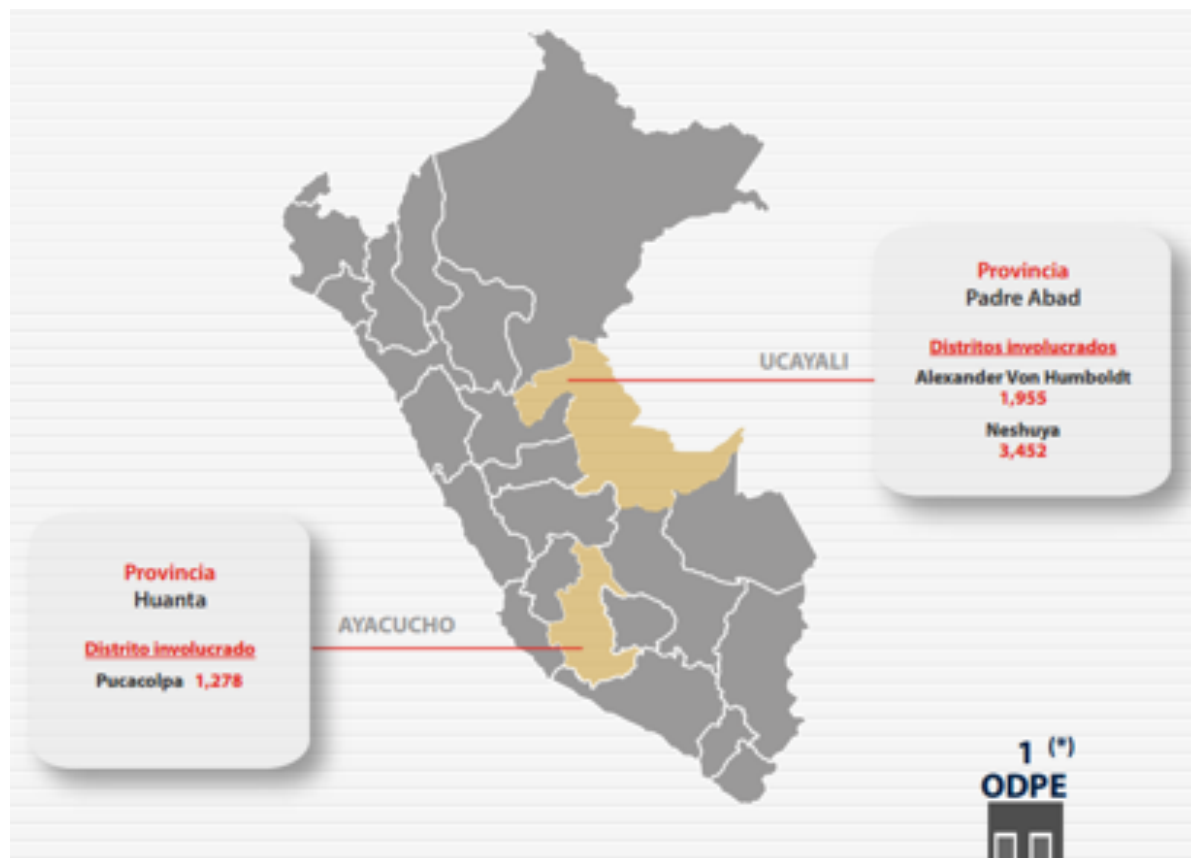 Provincia
Padre Abad
Distritos involucrados
Alexander Von Humboldt
1,955
Neshuya
3,452
UCAYALI
Provincia
Huanta
Distrito involucrado
Pucacolpa 1,278
AYACUCHO
1 (*)
ODPE